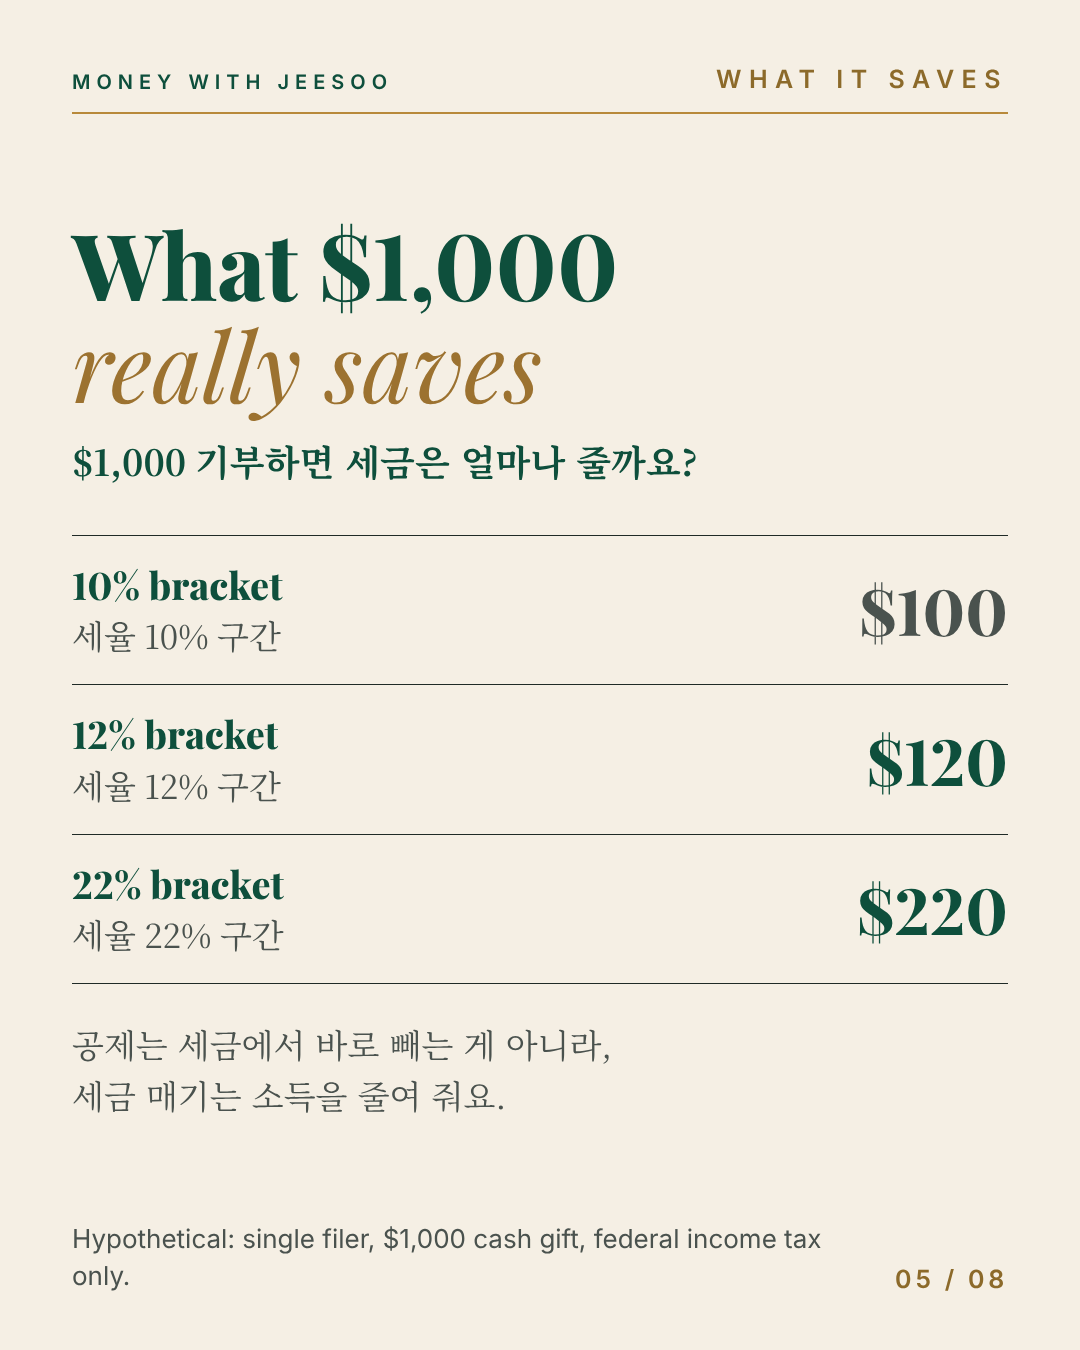 MONEY WITH JEESOO
WHAT IT SAVES
What $1,000
really saves
$1,000 기부하면 세금은 얼마나 줄까요?
10% bracket
세율 10% 구간
$100
12% bracket
세율 12% 구간
$120
22% bracket
세율 22% 구간
$220
공제는 세금에서 바로 빼는 게 아니라,
세금 매기는 소득을 줄여 줘요.
Hypothetical: single filer, $1,000 cash gift, federal income tax
only.
05 / 08